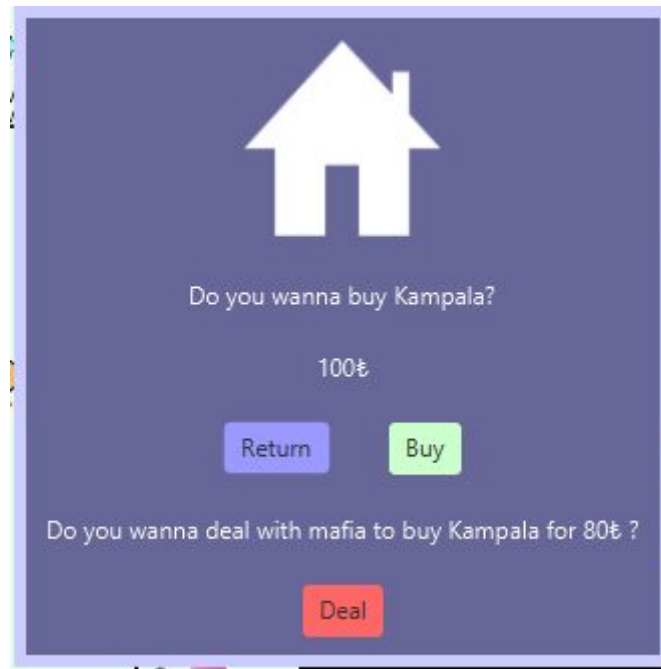 Do you wanna buy Kampala?
100₺
Return Buy
Do you wanna deal with mafia to buy Kampala for 80₺ ?
Deal